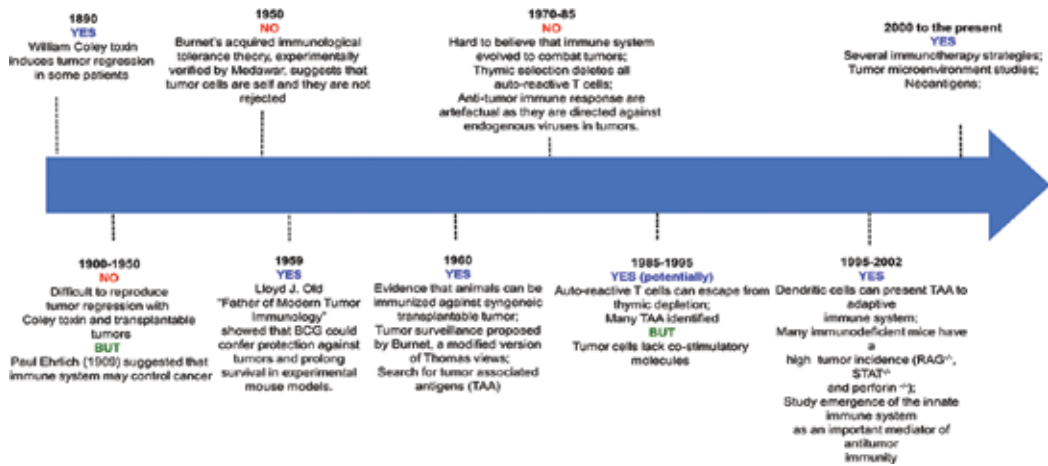 1890
YES
William Coley toxin
induces tumor regression
in some patients
1950
NO
Burnet's acquired immunological
tolerance theory, experimentally
verified by Medawar, suggests that
tumor cells are self and they are not
rejected
1970-85
NO
Hard to believe that immune system
evolved to combat tumors;
Thymic selection deletes all
auto-reactive T cells;
Anti-tumor immune response are
artefactual as they are directed against
endogenous viruses in tumors.
2000 to the present
YES
Several immunotherapy strategies;
Tumor microenvironment studies;
Neoantigens;
1900-1950
NO
Difficult to reproduce
tumor regression with
Coley toxin and transplantable
tumors
BUT
Paul Ehrlich (1909) suggested that
immune system may control cancer
1959
YES
Lloyd J. Old
"Father of Modern Tumor
Immunology"
showed that BCG could
confer protection against
tumors and prolong
survival in experimental
mouse models.
1960
YES
Evidence that animals can be
immunized against syngeneic
transplantable tumor;
Tumor surveillance proposed
by Burnet, a modified version
of Thomas views;
Search for tumor associated
antigens (TAA)
1985-1995
YES (potentially)
Auto-reactive T cells can escape from
thymic depletion;
Many TAA identified
BUT
Tumor cells lack co-stimulatory
molecules
1995-2002
YES
Dendritic cells can present TAA to
adaptive
immune system;
Many immunodeficient mice have
a
high tumor incidence (RAG-/-,
STAT-/-
and perforin -/-);
Study emergence of the innate
immune system
as an important mediator of
antitumor
immunity